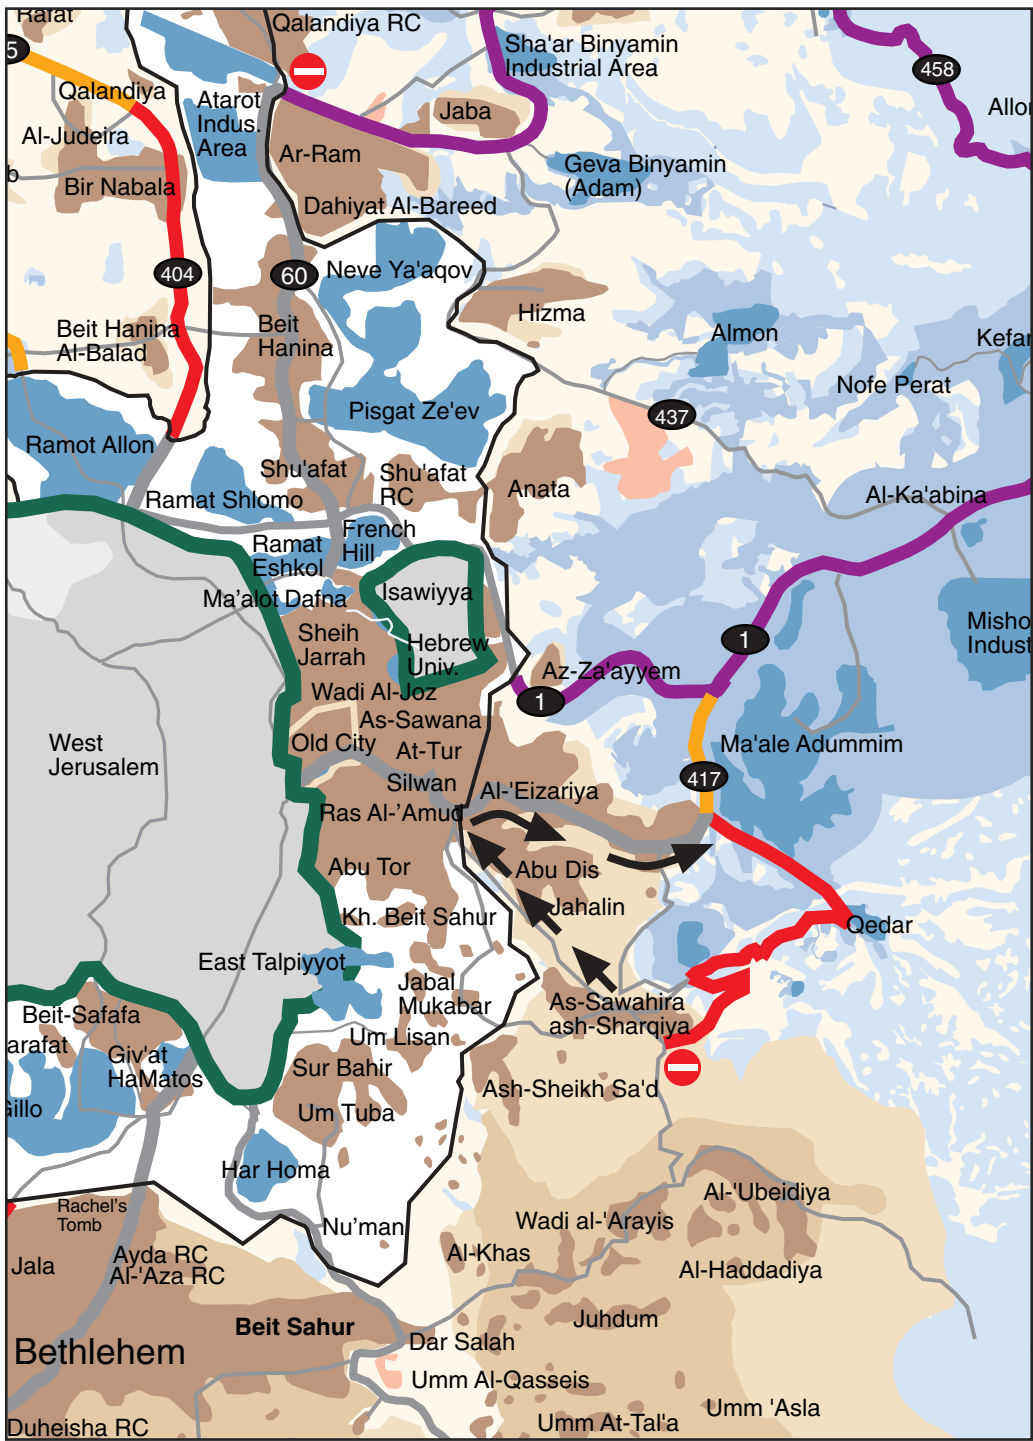 Rafat
Qalandiya RC
5
Sha'ar Binyamin
Industrial Area
458
Qalandiya
Atarot
Indus.
Area
Jaba
Allon
Al-Judeira
Ar-Ram
Geva Binyamin
(Adam)
b
Bir Nabala
Dahiyat Al-Bareed
404
60
Neve Ya'aqov
Hizma
Beit Hanina
Al-Balad
Beit
Hanina
Almon
Kefar
Nofe Perat
Pisgat Ze'ev
437
Ramot Allon
Shu'afat
Shu'afat
RC
Anata
Ramat Shlomo
Al-Ka'abina
French
Hill
Ramat
Eshkol
Isawiyya
Ma'alot Dafna
Sheih
Jarrah
Hebrew
Univ.
Misho
Indust
1
Az-Za'ayyem
Wadi Al-Joz
1
As-Sawana
Old City
At-Tur
West
Jerusalem
Ma'ale Adummim
417
Silwan
Al-'Eizariya
Ras Al-'Amud
Abu Tor
Abu Dis
Jahalin
Kh. Beit Sahur
Qedar
East Talpiyyot
Jabal
Mukabar
As-Sawahira
ash-Sharqiya
Beit-Safafa
arafat
Um Lisan
Giv'at
HaMatos
Sur Bahir
Ash-Sheikh Sa'd
Gillo
Um Tuba
Har Homa
Al-'Ubeidiya
Rachel's
Tomb
Nu'man
Wadi al-'Arayis
Ayda RC
Al-'Aza RC
Jala
Al-Khas
Al-Haddadiya
Beit Sahur
Juhdum
Bethlehem
Dar Salah
Umm Al-Qasseis
Duheisha RC
Umm At-Tal'a
Umm 'Asla